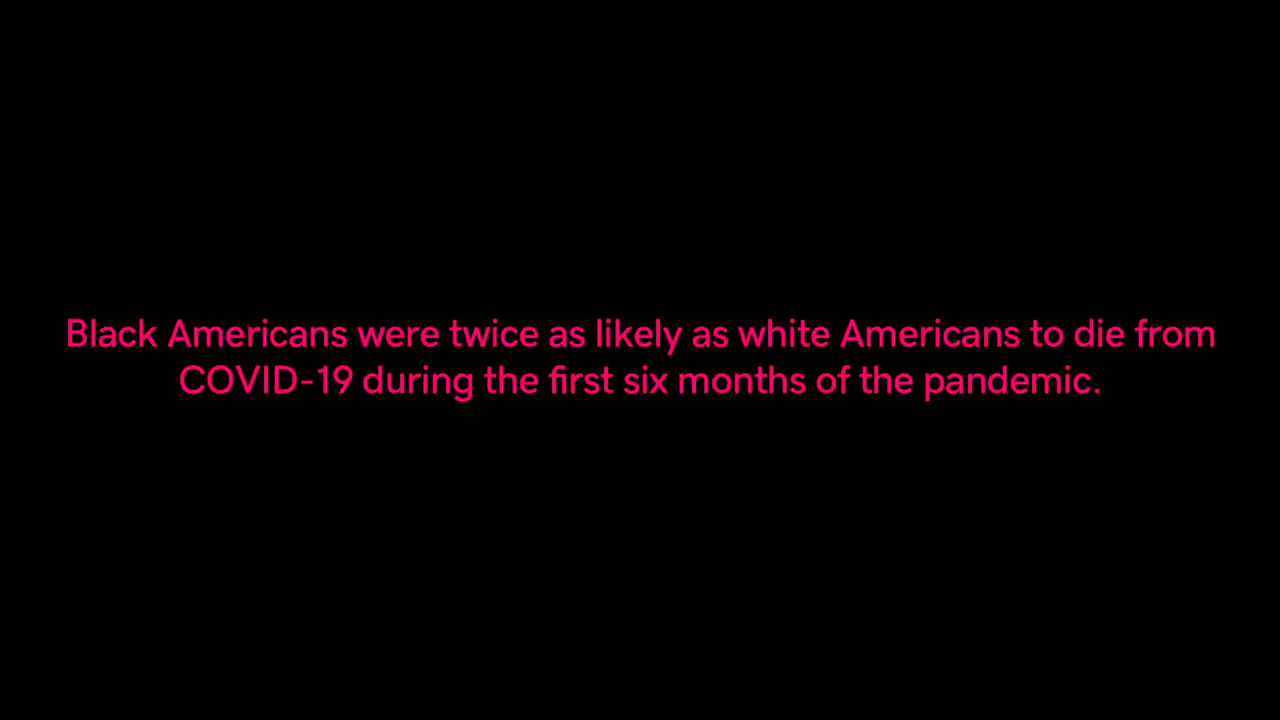 Black Americans were twice as likely as white Americans to die from
COVID-19 during the first six months of the pandemic.